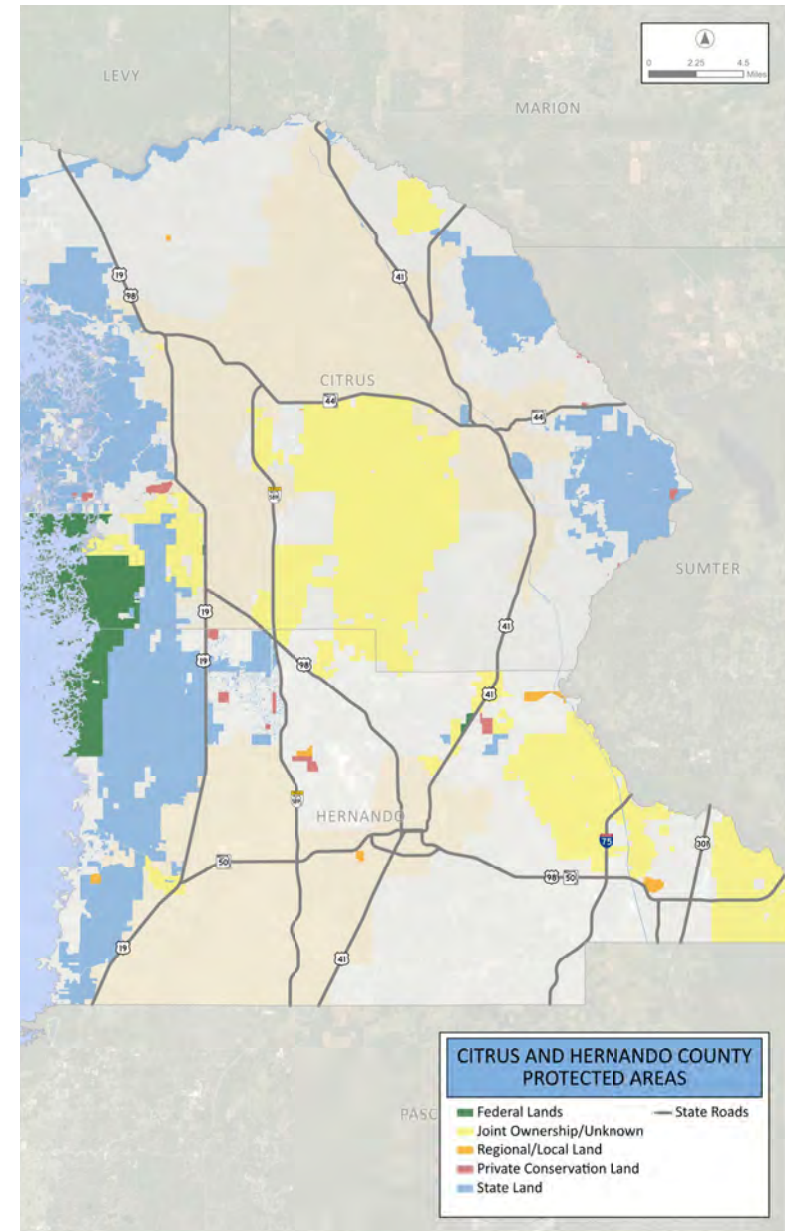 LEVY
MARION
0 2.25 4.5
Miles
19
98
41
CITRUS
44
44
589
SUMTER
19
41
19
98
41
589
HERNANDO
75
301
50
98 50
19
41
CITRUS AND HERNANDO COUNTY
PROTECTED AREAS
PASC
Federal Lands
State Roads
Joint Ownership/Unknown
Regional/Local Land
Private Conservation Land
State Land